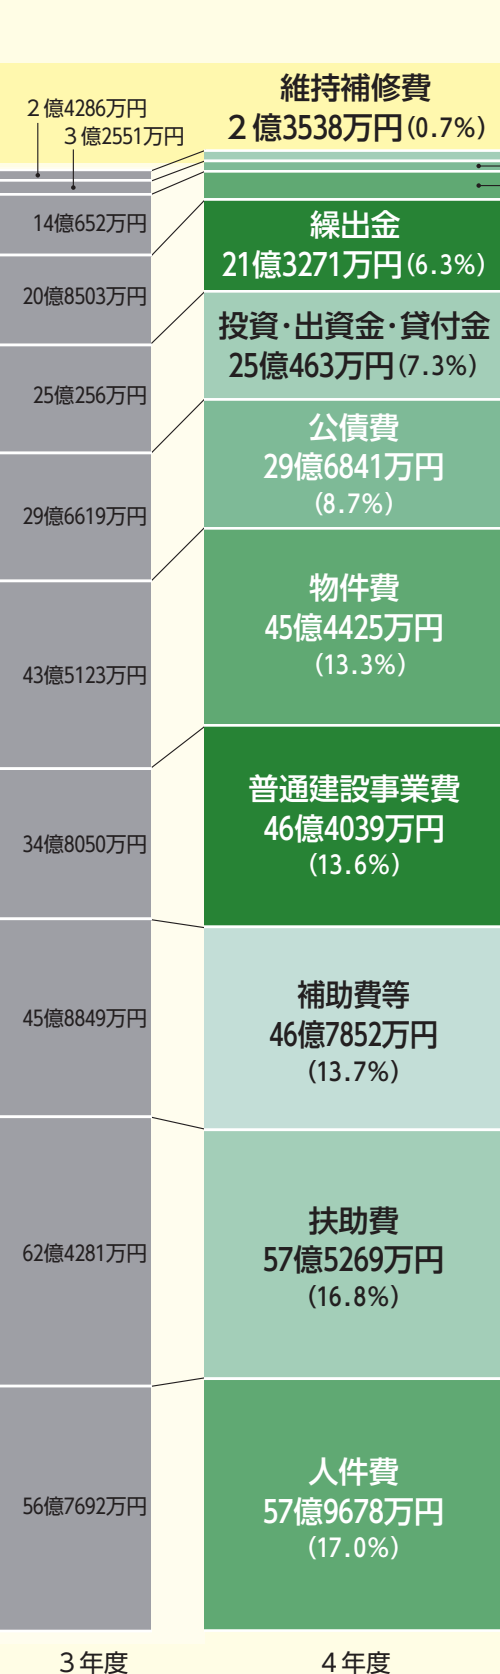 維持補修費
２億3538万円(0.7%)
２億4286万円
３億2551万円
14億652万円
20億8503万円
25億256万円
29億6619万円
43億5123万円
34億8050万円
45億8849万円
62億4281万円
56億7692万円
３年度
繰出金
21億3271万円(6.3%)
投資･出資金･貸付金
25億463万円(7.3%)
公債費
29億6841万円
(8.7%)
物件費
45億4425万円
(13.3%)
普通建設事業費
46億4039万円
(13.6%)
補助費等
46億7852万円
(13.7%)
扶助費
57億5269万円
(16.8%)
人件費
57億9678万円
(17.0%)
４年度